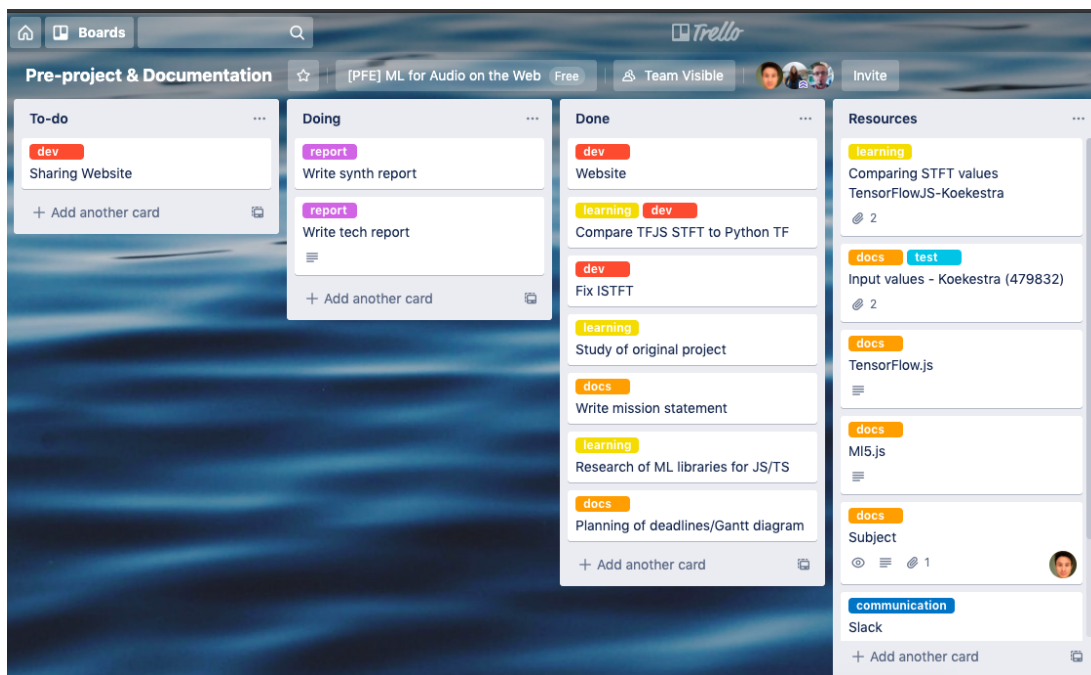 Boards
Trello
Pre-project & Documentation
[PFE] ML for Audio on the Web Free
Team Visible
Invite
To-do
dev
Sharing Website
+ Add another card
Doing
report
Write synth report
report
Write tech report
+ Add another card
Done
dev
Website
learning dev
Compare TFJS STFT to Python TF
dev
Fix ISTFT
learning
Study of original project
docs
Write mission statement
learning
Research of ML libraries for JS/TS
docs
Planning of deadlines/Gantt diagram
+ Add another card
Resources
learning
Comparing STFT values
TensorFlowJS-Koekestra
2
docs test
Input values - Koekestra (479832)
2
docs
TensorFlow.js
docs
Ml5.js
docs
Subject
1
communication
Slack
+ Add another card